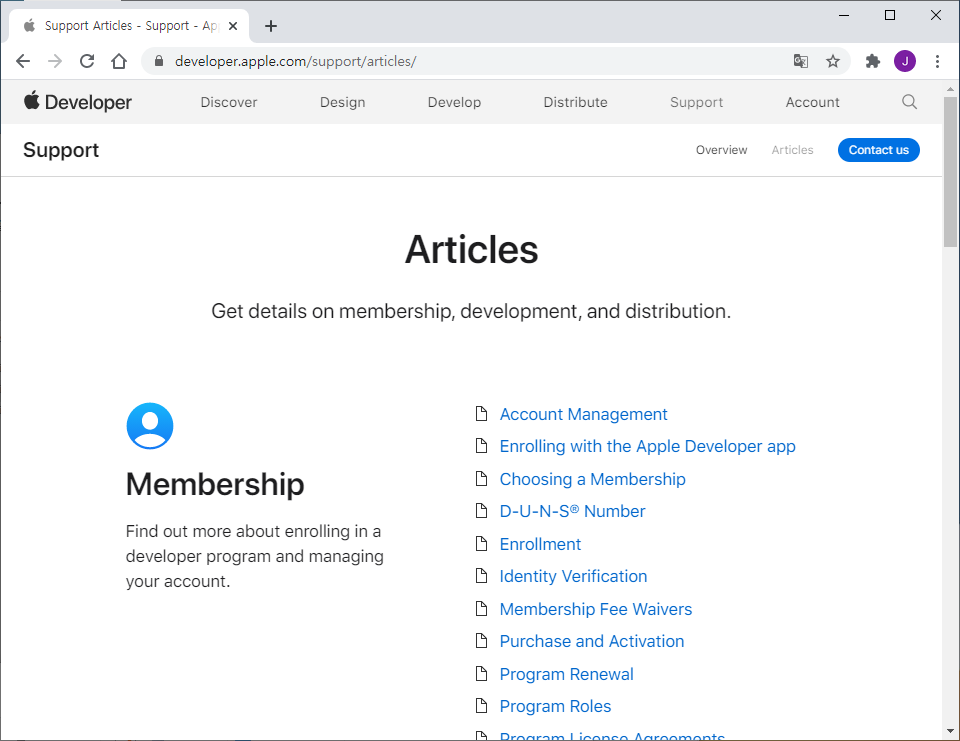 Support Articles - Support - Ap
developer.apple.com/support/articles/
J
Developer
Discover
Design
Develop
Distribute
Support
Account
Support
Overview
Articles
Contact us
Articles
Get details on membership, development, and distribution.
Membership
Find out more about enrolling in a
developer program and managing
your account.
Account Management
Enrolling with the Apple Developer app
Choosing a Membership
D-U-N-S® Number
Enrollment
Identity Verification
Membership Fee Waivers
Purchase and Activation
Program Renewal
Program Roles
Program License Agreements